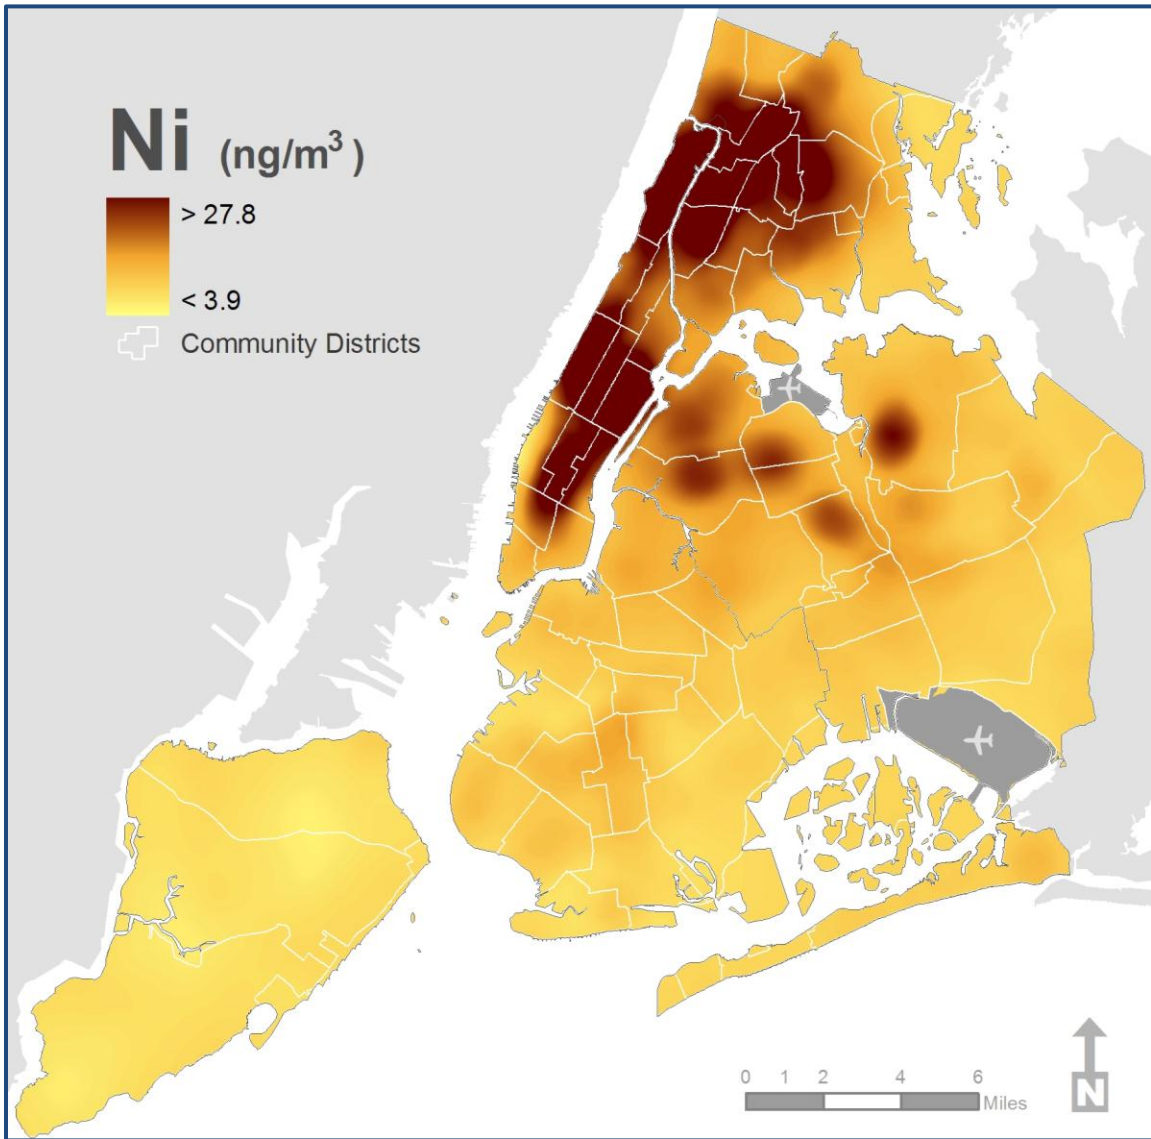 Ni (ng/m³)
> 27.8
< 3.9
Community Districts
0 1 2 4 6
Miles
N